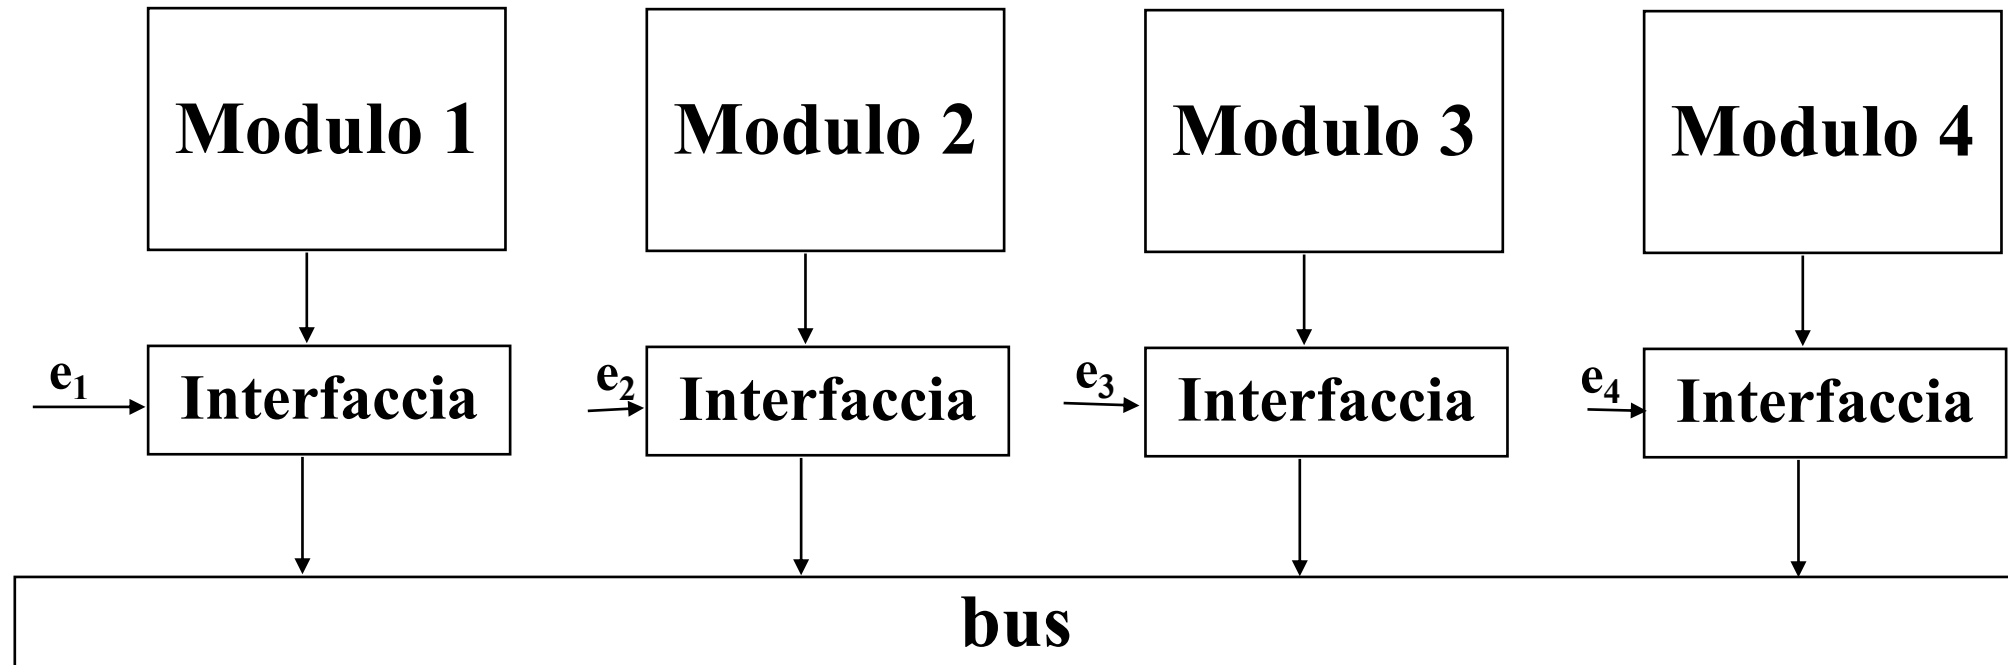 Modulo 1
Modulo 2
Modulo 3
Modulo 4
e1
Interfaccia
e2
Interfaccia
e3
Interfaccia
e4
Interfaccia
bus